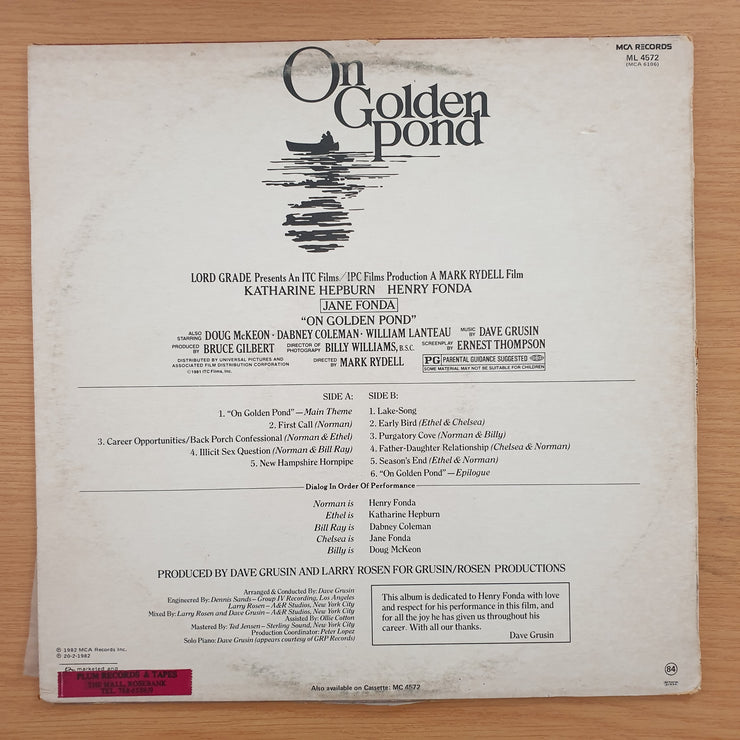 On
Golden
pond
MCA RECORDS
ML 4572
(MCA 6106)
LORD GRADE Presents An ITC Films/IPC Films Production A MARK RYDELL Film
KATHARINE HEPBURN HENRY FONDA
JANE FONDA
"ON GOLDEN POND"
ALSO STARRING DOUG McKEON · DABNEY COLEMAN · WILLIAM LANTEAU MUSIC BY DAVE GRUSIN
PRODUCED BY BRUCE GILBERT DIRECTOR OF PHOTOGRAPY BILLY WILLIAMS, B.S.C. SCREENPLAY BY ERNEST THOMPSON
DISTRIBUTED BY UNIVERSAL PICTURES AND
ASSOCIATED FILM DISTRIBUTION CORPORATION
©1981 ITC Films, Inc.
DIRECTED BY MARK RYDELL
PG PARENTAL GUIDANCE SUGGESTED
SOME MATERIAL MAY NOT BE SUITABLE FOR CHILDREN
SIDE A:
1. "On Golden Pond"—Main Theme
2. First Call (Norman)
3. Career Opportunities/Back Porch Confessional (Norman & Ethel)
4. Illicit Sex Question (Norman & Bill Ray)
5. New Hampshire Hornpipe
SIDE B:
1. Lake-Song
2. Early Bird (Ethel & Chelsea)
3. Purgatory Cove (Norman & Billy)
4. Father-Daughter Relationship (Chelsea & Norman)
5. Season's End (Ethel & Norman)
6. "On Golden Pond"—Epilogue
Dialog In Order Of Performance
Norman is Henry Fonda
Ethel is Katharine Hepburn
Bill Ray is Dabney Coleman
Chelsea is Jane Fonda
Billy is Doug McKeon
PRODUCED BY DAVE GRUSIN AND LARRY ROSEN FOR GRUSIN/ROSEN PRODUCTIONS
Arranged & Conducted By: Dave Grusin
Engineered By: Dennis Sands–Group IV Recording, Los Angeles
Larry Rosen–A&R Studios, New York City
Mixed By: Larry Rosen and Dave Grusin–A&R Studios, New York City
Assisted By: Ollie Cotton
Mastered By: Ted Jensen–Sterling Sound, New York City
Production Coordinator: Peter Lopez
Solo Piano: Dave Grusin (appears courtesy of GRP Records)
This album is dedicated to Henry Fonda with love
and respect for his performance in this film, and
for all the joy he has given us throughout his
career. With all our thanks.
Dave Grusin
© 1982 MCA Records Inc.
℗ 20-2-1982
marketed and
PLUM RECORDS & TAPES
THE MALL, ROSEBANK
TEL.
Also available on Cassette: MC 4572
84